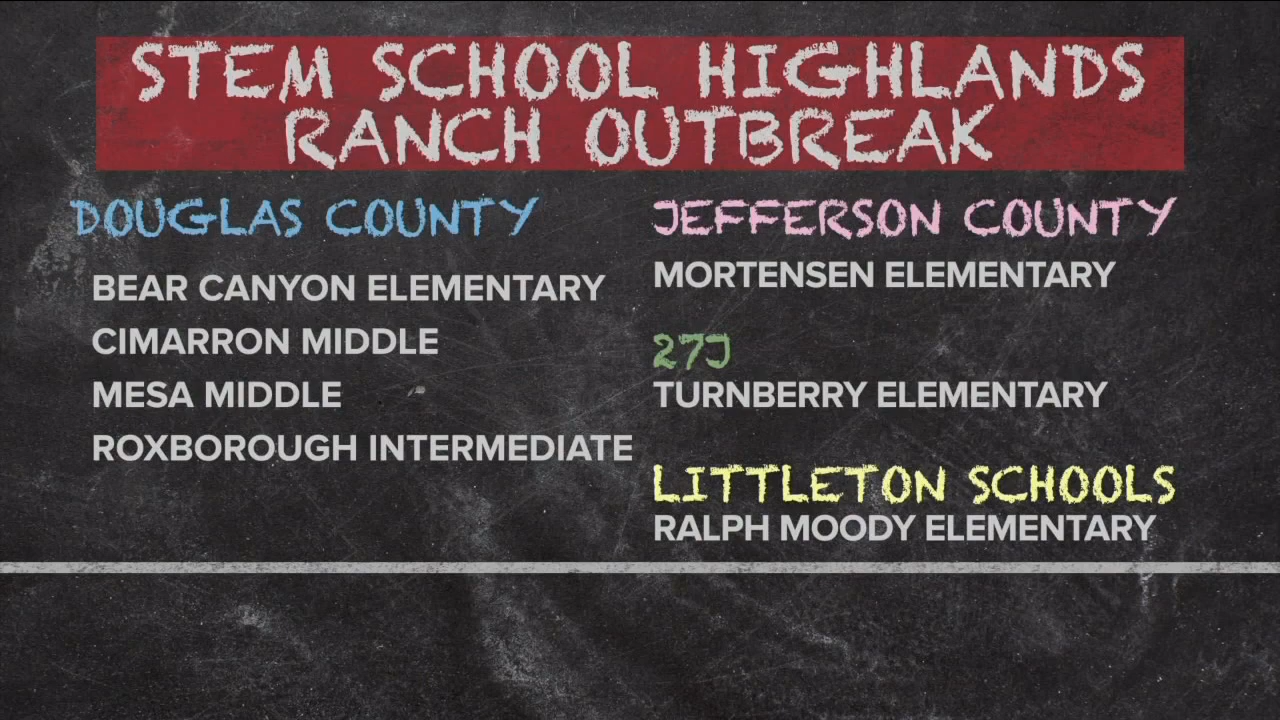 STEM SCHOOL HIGHLANDS
RANCH OUTBREAK
DOUGLAS COUNTY
BEAR CANYON ELEMENTARY
CIMARRON MIDDLE
MESA MIDDLE
ROXBOROUGH INTERMEDIATE
JEFFERSON COUNTY
MORTENSEN ELEMENTARY
27J
TURNBERRY ELEMENTARY
LITTLETON SCHOOLS
RALPH MOODY ELEMENTARY